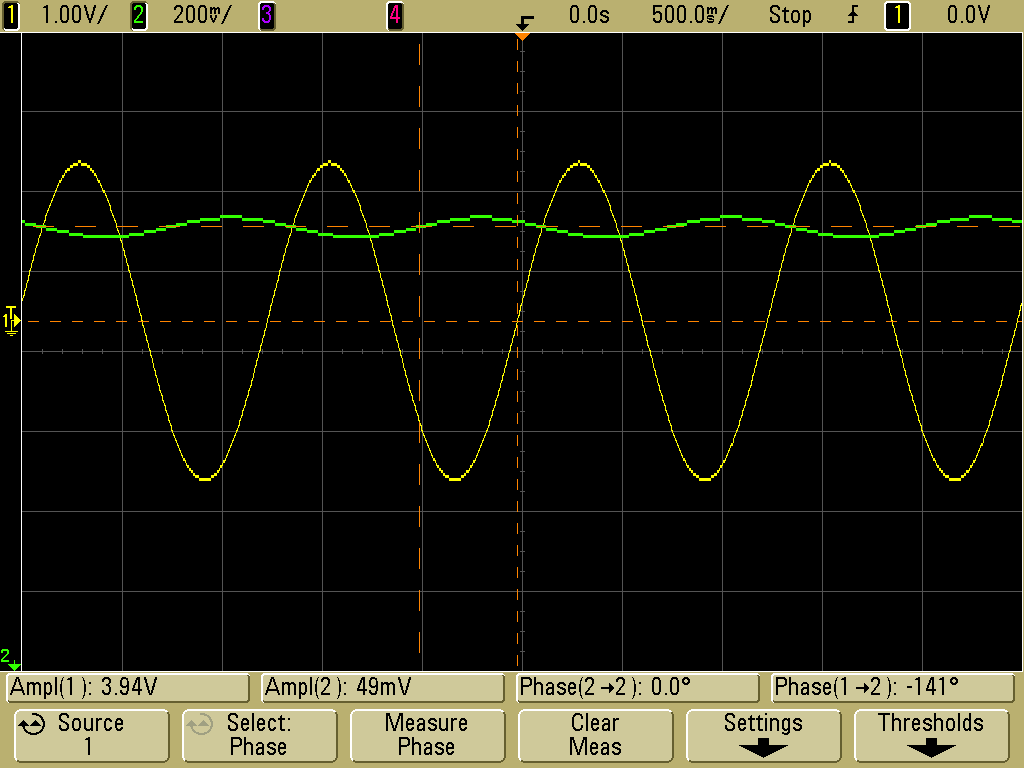 1 1.00V/ 2 200mV/ 3 4 0.0s 500.0ms/ Stop 1 0.0V
T
1
2
Ampl(1): 3.94V Ampl(2): 49mV Phase(2→2): 0.0° Phase(1→2): -141°
Source Select: Measure Clear Settings Thresholds
1 Phase Phase Meas